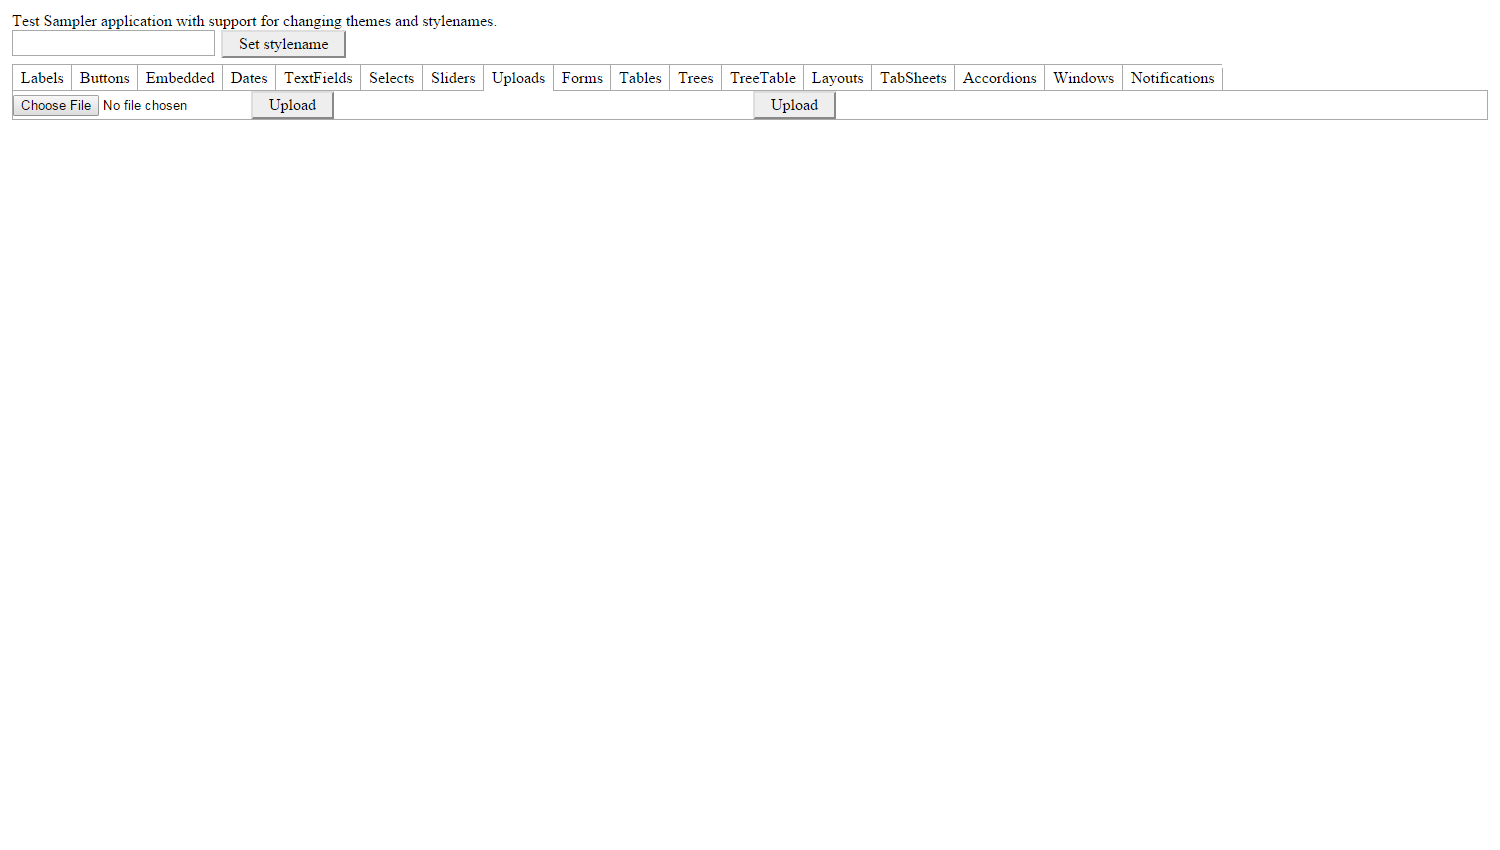 Test Sampler application with support for changing themes and stylenames.
Set stylename
Labels Buttons Embedded Dates TextFields Selects Sliders Uploads Forms Tables Trees TreeTable Layouts TabSheets Accordions Windows Notifications
Choose File No file chosen Upload Upload